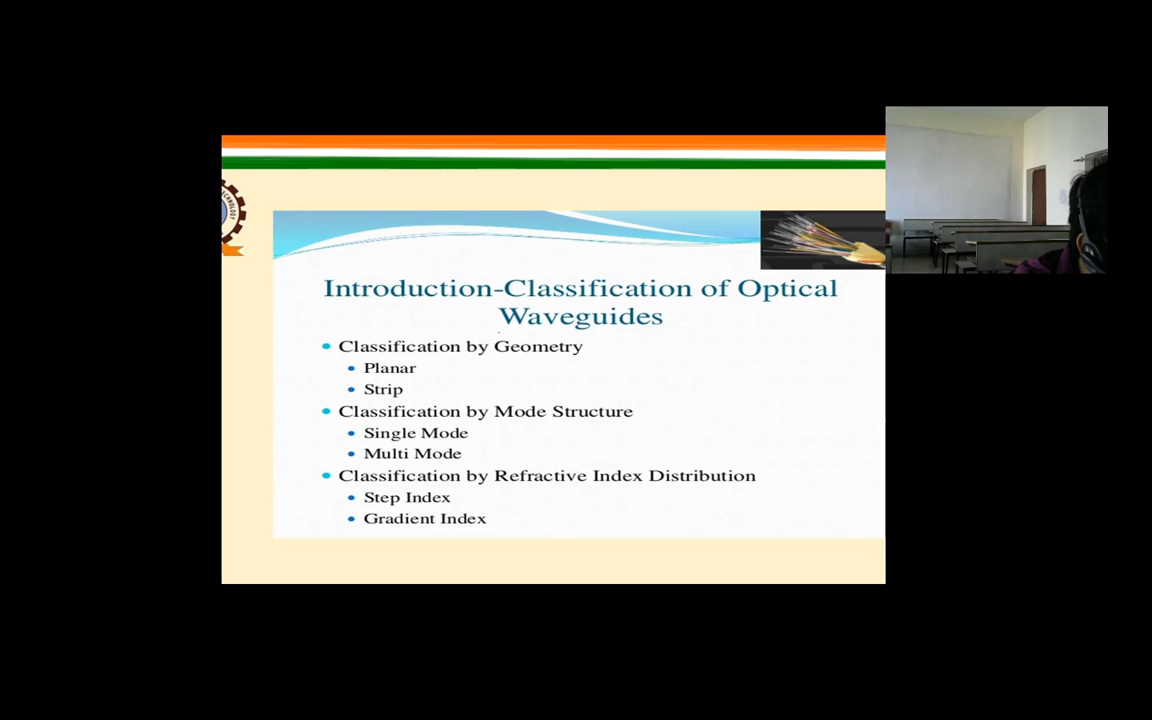 Introduction-Classification of Optical
Waveguides
Classification by Geometry
Planar
Strip
Classification by Mode Structure
Single Mode
Multi Mode
Classification by Refractive Index Distribution
Step Index
Gradient Index